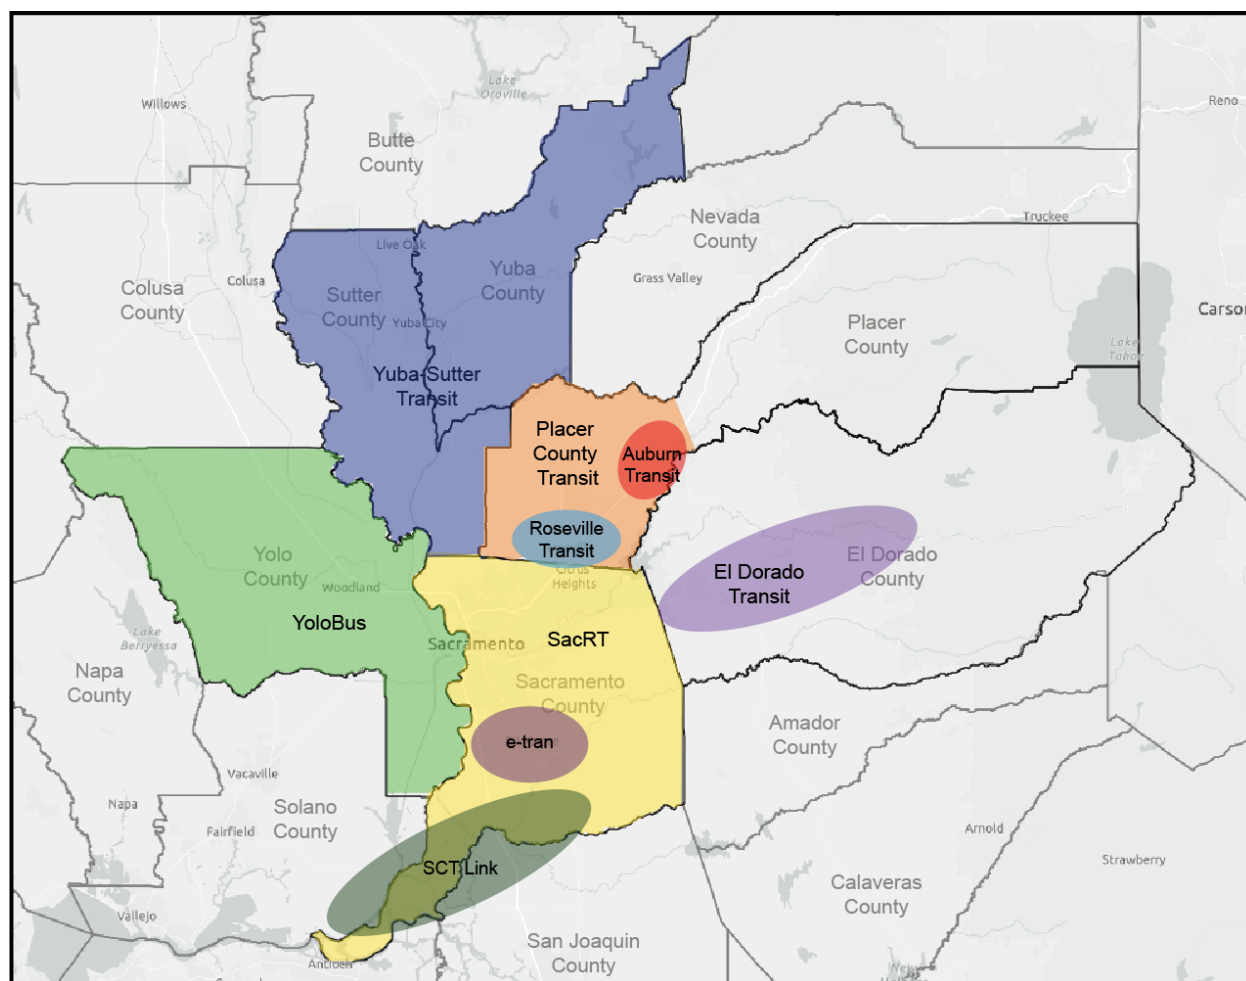 Willows
Lake
Oroville
Reno
Butte
County
Nevada
County
Truckee
Live Oak
Yuba
County
Grass Valley
Colusa
Colusa
County
Sutter
County
Yuba City
Placer
County
Carson
Lake
Tahoe
Yuba-Sutter
Transit
Placer
County
Transit
Auburn
Transit
Roseville
Transit
Citrus
Heights
Yolo
County
Woodland
El Dorado
County
El Dorado
Transit
YoloBus
Lake
Berryessa
Sacramento
SacRT
Napa
County
Sacramento
County
Amador
County
e-tran
Vacaville
Napa
Solano
County
Fairfield
Arnold
Strawberry
SCT Link
Calaveras
County
Vallejo
San Joaquin
County
Antioch
New